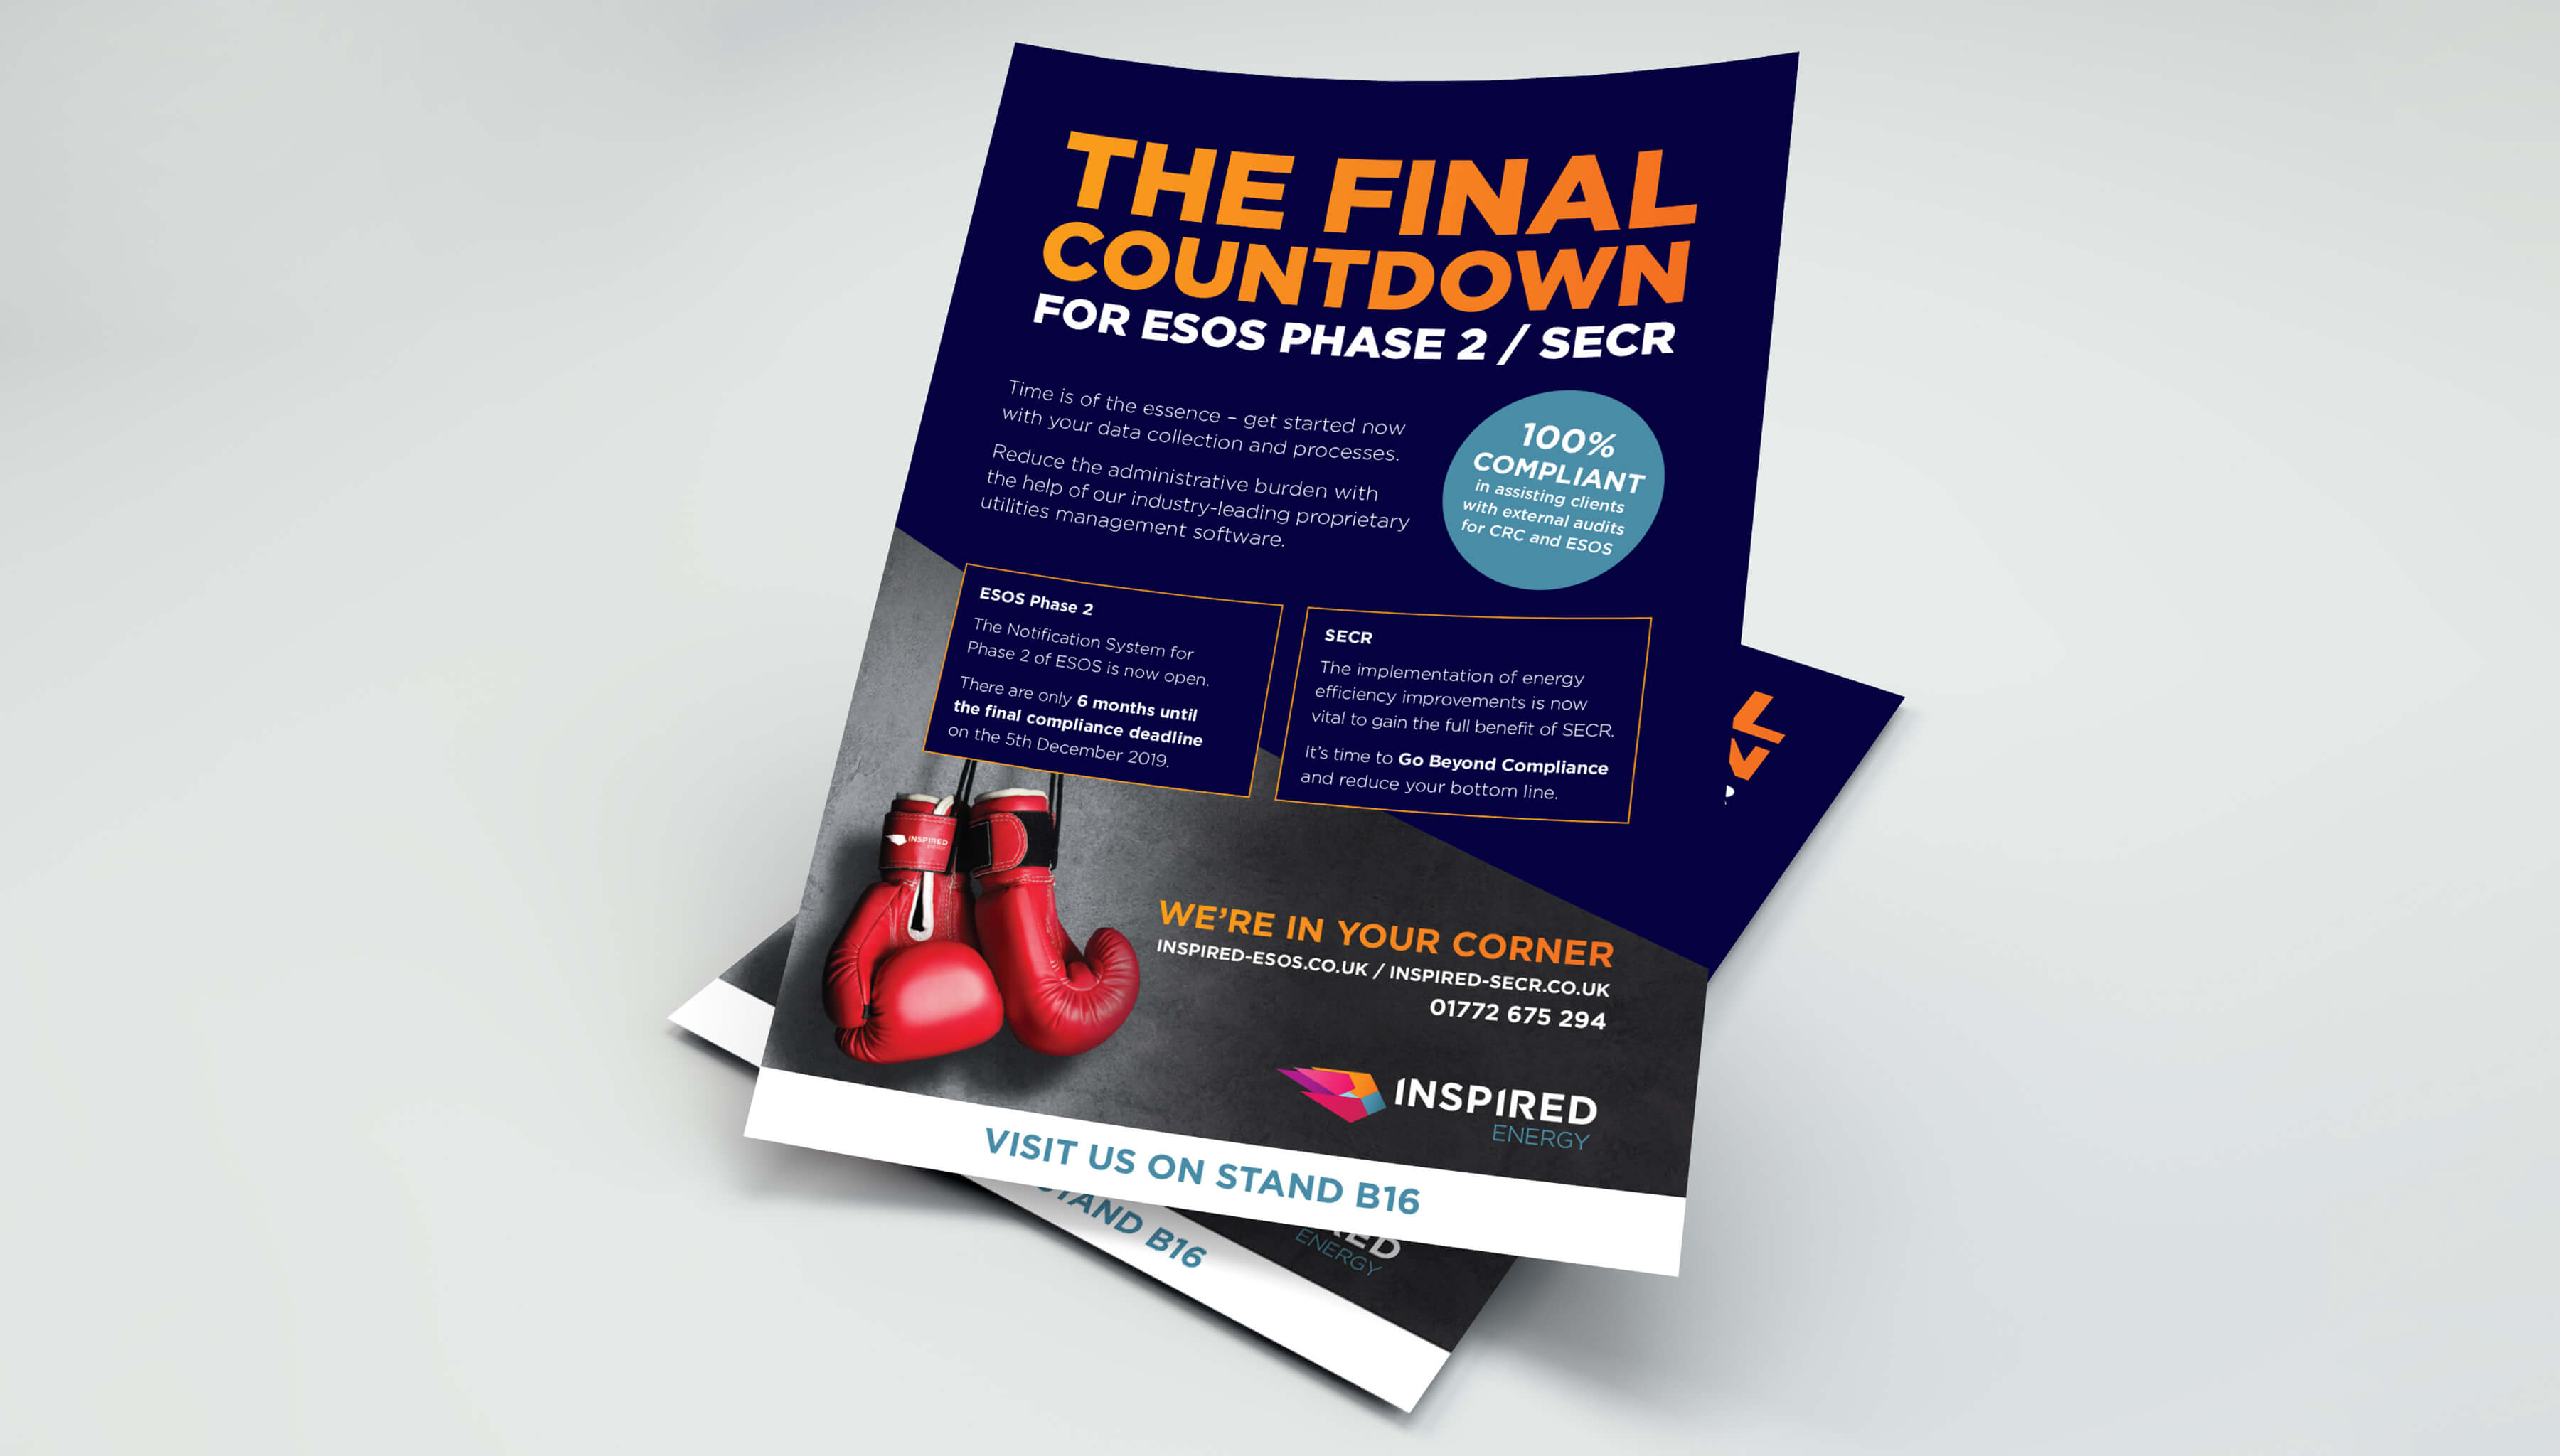 THE FINAL
COUNTDOWN
FOR ESOS PHASE 2 / SECR
Time is of the essence – get started now
with your data collection and processes.
Reduce the administrative burden with
the help of our industry-leading proprietary
utilities management software.
100%
COMPLIANT
in assisting clients
with external audits
for CRC and ESOS
ESOS Phase 2
The Notification System for
Phase 2 of ESOS is now open.
There are only 6 months until
the final compliance deadline
on the 5th December 2019.
SECR
The implementation of energy
efficiency improvements is now
vital to gain the full benefit of SECR.
It's time to Go Beyond Compliance
and reduce your bottom line.
INSPIRED
ENERGY
WE'RE IN YOUR CORNER
INSPIRED-ESOS.CO.UK / INSPIRED-SECR.CO.UK
01772 675 294
INSPIRED
ENERGY
VISIT US ON STAND B16
STAND B16
ENERGY